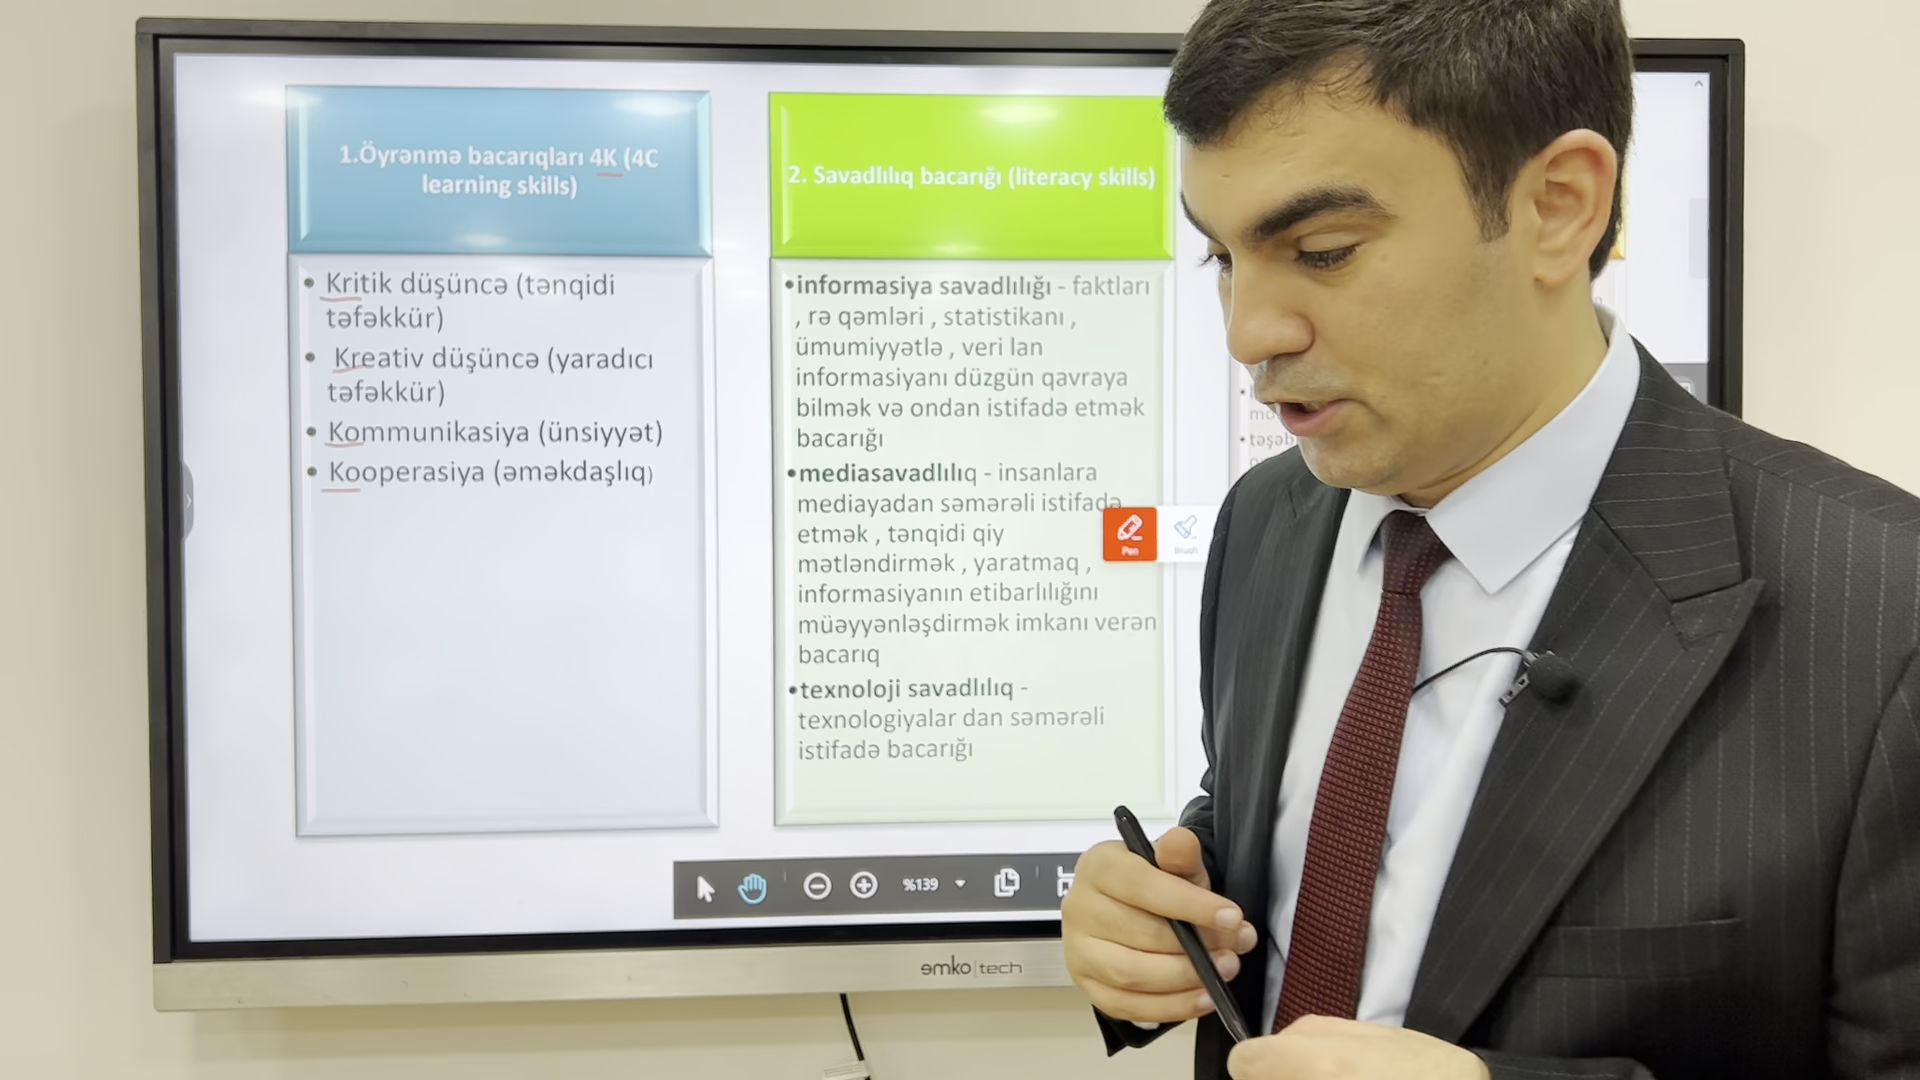 1.Öyrənmə bacarıqları 4K (4C
learning skills)
• Kritik düşüncə (tənqidi
təfəkkür)
• Kreativ düşüncə (yaradıcı
təfəkkür)
• Kommunikasiya (ünsiyyət)
• Kooperasiya (əməkdaşlıq)
2. Savadlılıq bacarığı (literacy skills)
•informasiya savadlılığı - faktları
, rə qəmləri , statistikanı ,
ümumiyyətlə , veri lan
informasiyanı düzgün qavraya
bilmək və ondan istifadə etmək
bacarığı
•mediasavadlılıq - insanlara
mediayadan səmərəli istifadə
etmək , tənqidi qiy
mətləndirmək , yaratmaq ,
informasiyanın etibarlılığını
müəyyənləşdirmək imkanı verən
bacarıq
•texnoloji savadlılıq -
texnologiyalar dan səmərəli
istifadə bacarığı
Pen
Brush
%139
emko|tech